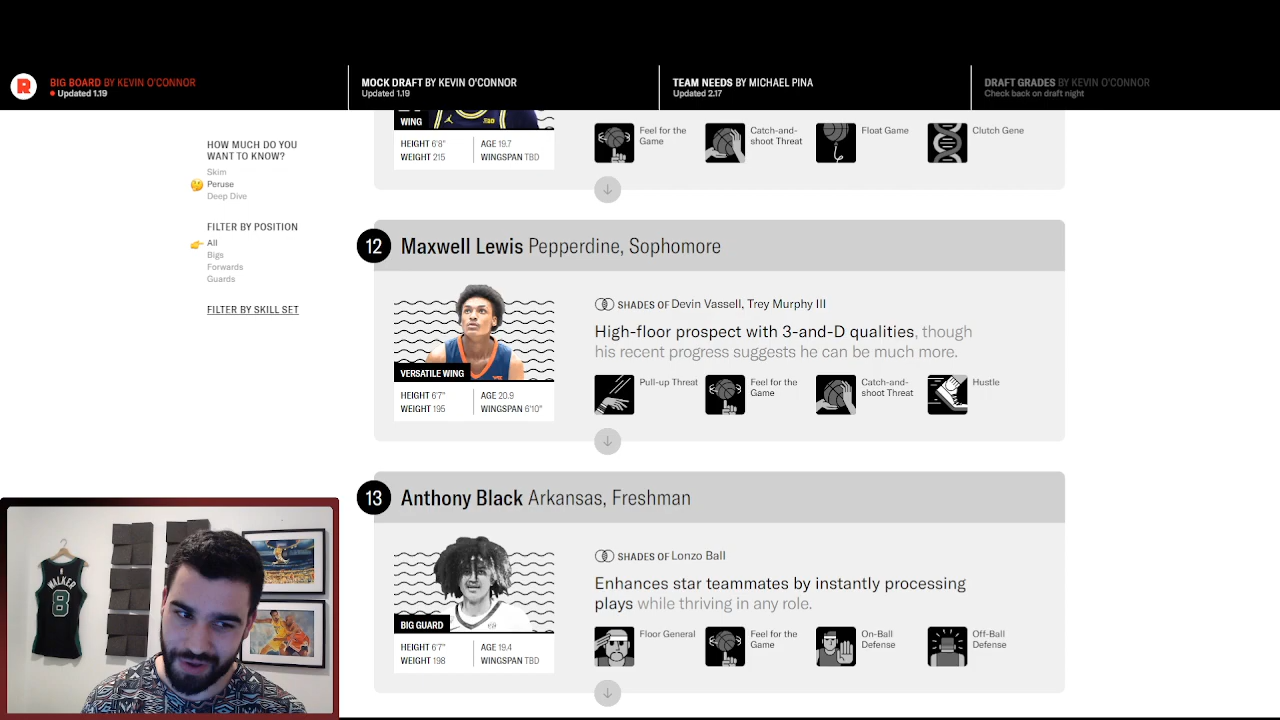 R
BIG BOARD BY KEVIN O'CONNOR
Updated 1.19
MOCK DRAFT BY KEVIN O'CONNOR
Updated 1.19
TEAM NEEDS BY MICHAEL PINA
Updated 2.17
DRAFT GRADES BY KEVIN O'CONNOR
Check back on draft night
HOW MUCH DO YOU
WANT TO KNOW?
Skim
Peruse
Deep Dive
FILTER BY POSITION
All
Bigs
Forwards
Guards
FILTER BY SKILL SET
WING
HEIGHT 6'8"
AGE 19.7
WEIGHT 215
WINGSPAN TBD
Feel for the
Game
Catch-and-
shoot Threat
Float Game
Clutch Gene
12
Maxwell Lewis Pepperdine, Sophomore
VERSATILE WING
HEIGHT 6'7"
AGE 20.9
WEIGHT 195
WINGSPAN 6'10"
SHADES OF Devin Vassell, Trey Murphy III
High-floor prospect with 3-and-D qualities, though
his recent progress suggests he can be much more.
Pull-up Threat
Feel for the
Game
Catch-and-
shoot Threat
Hustle
13
Anthony Black Arkansas, Freshman
BIG GUARD
HEIGHT 6'7"
AGE 19.4
WEIGHT 198
WINGSPAN TBD
SHADES OF Lonzo Ball
Enhances star teammates by instantly processing
plays while thriving in any role.
Floor General
Feel for the
Game
On-Ball
Defense
Off-Ball
Defense
WALKER
8